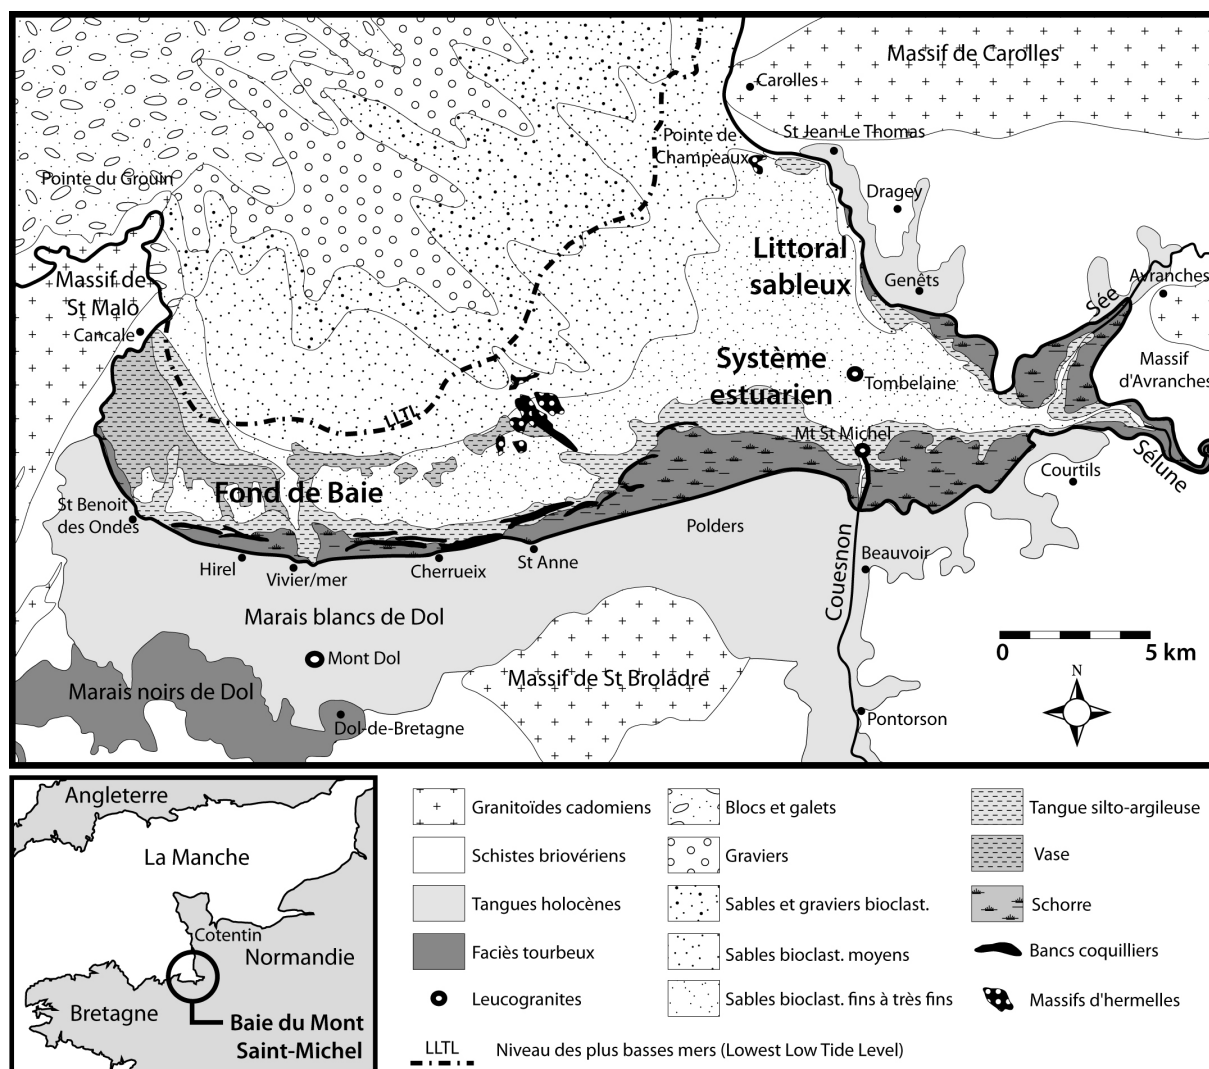 Massif de Carolles
Carolles
Pointe de
Champeaux
St Jean Le Thomas
Pointe du Grouin
Dragey
Littoral
sableux
Genêts
Avranches
Sée
Massif de
St Malo
Cancale
Système
estuarien
Tombelaine
Massif
d'Avranches
LLTL
Mt St Michel
Courtils
Sélune
Fond de Baie
St Benoit
des Ondes
Polders
Hirel
Vivier/mer
Cherrueix
St Anne
Couesnon
Beauvoir
Marais blancs de Dol
Mont Dol
Massif de St Broladre
Marais noirs de Dol
Dol-de-Bretagne
Pontorson
0 5 km
N
Angleterre
La Manche
Cotentin
Normandie
Bretagne
Baie du Mont
Saint-Michel
Granitoïdes cadomiens
Schistes briovériens
Tangues holocènes
Faciès tourbeux
Leucogranites
Blocs et galets
Graviers
Sables et graviers bioclast.
Sables bioclast. moyens
Sables bioclast. fins à très fins
Tangue silto-argileuse
Vase
Schorre
Bancs coquilliers
Massifs d'hermelles
LLTL Niveau des plus basses mers (Lowest Low Tide Level)